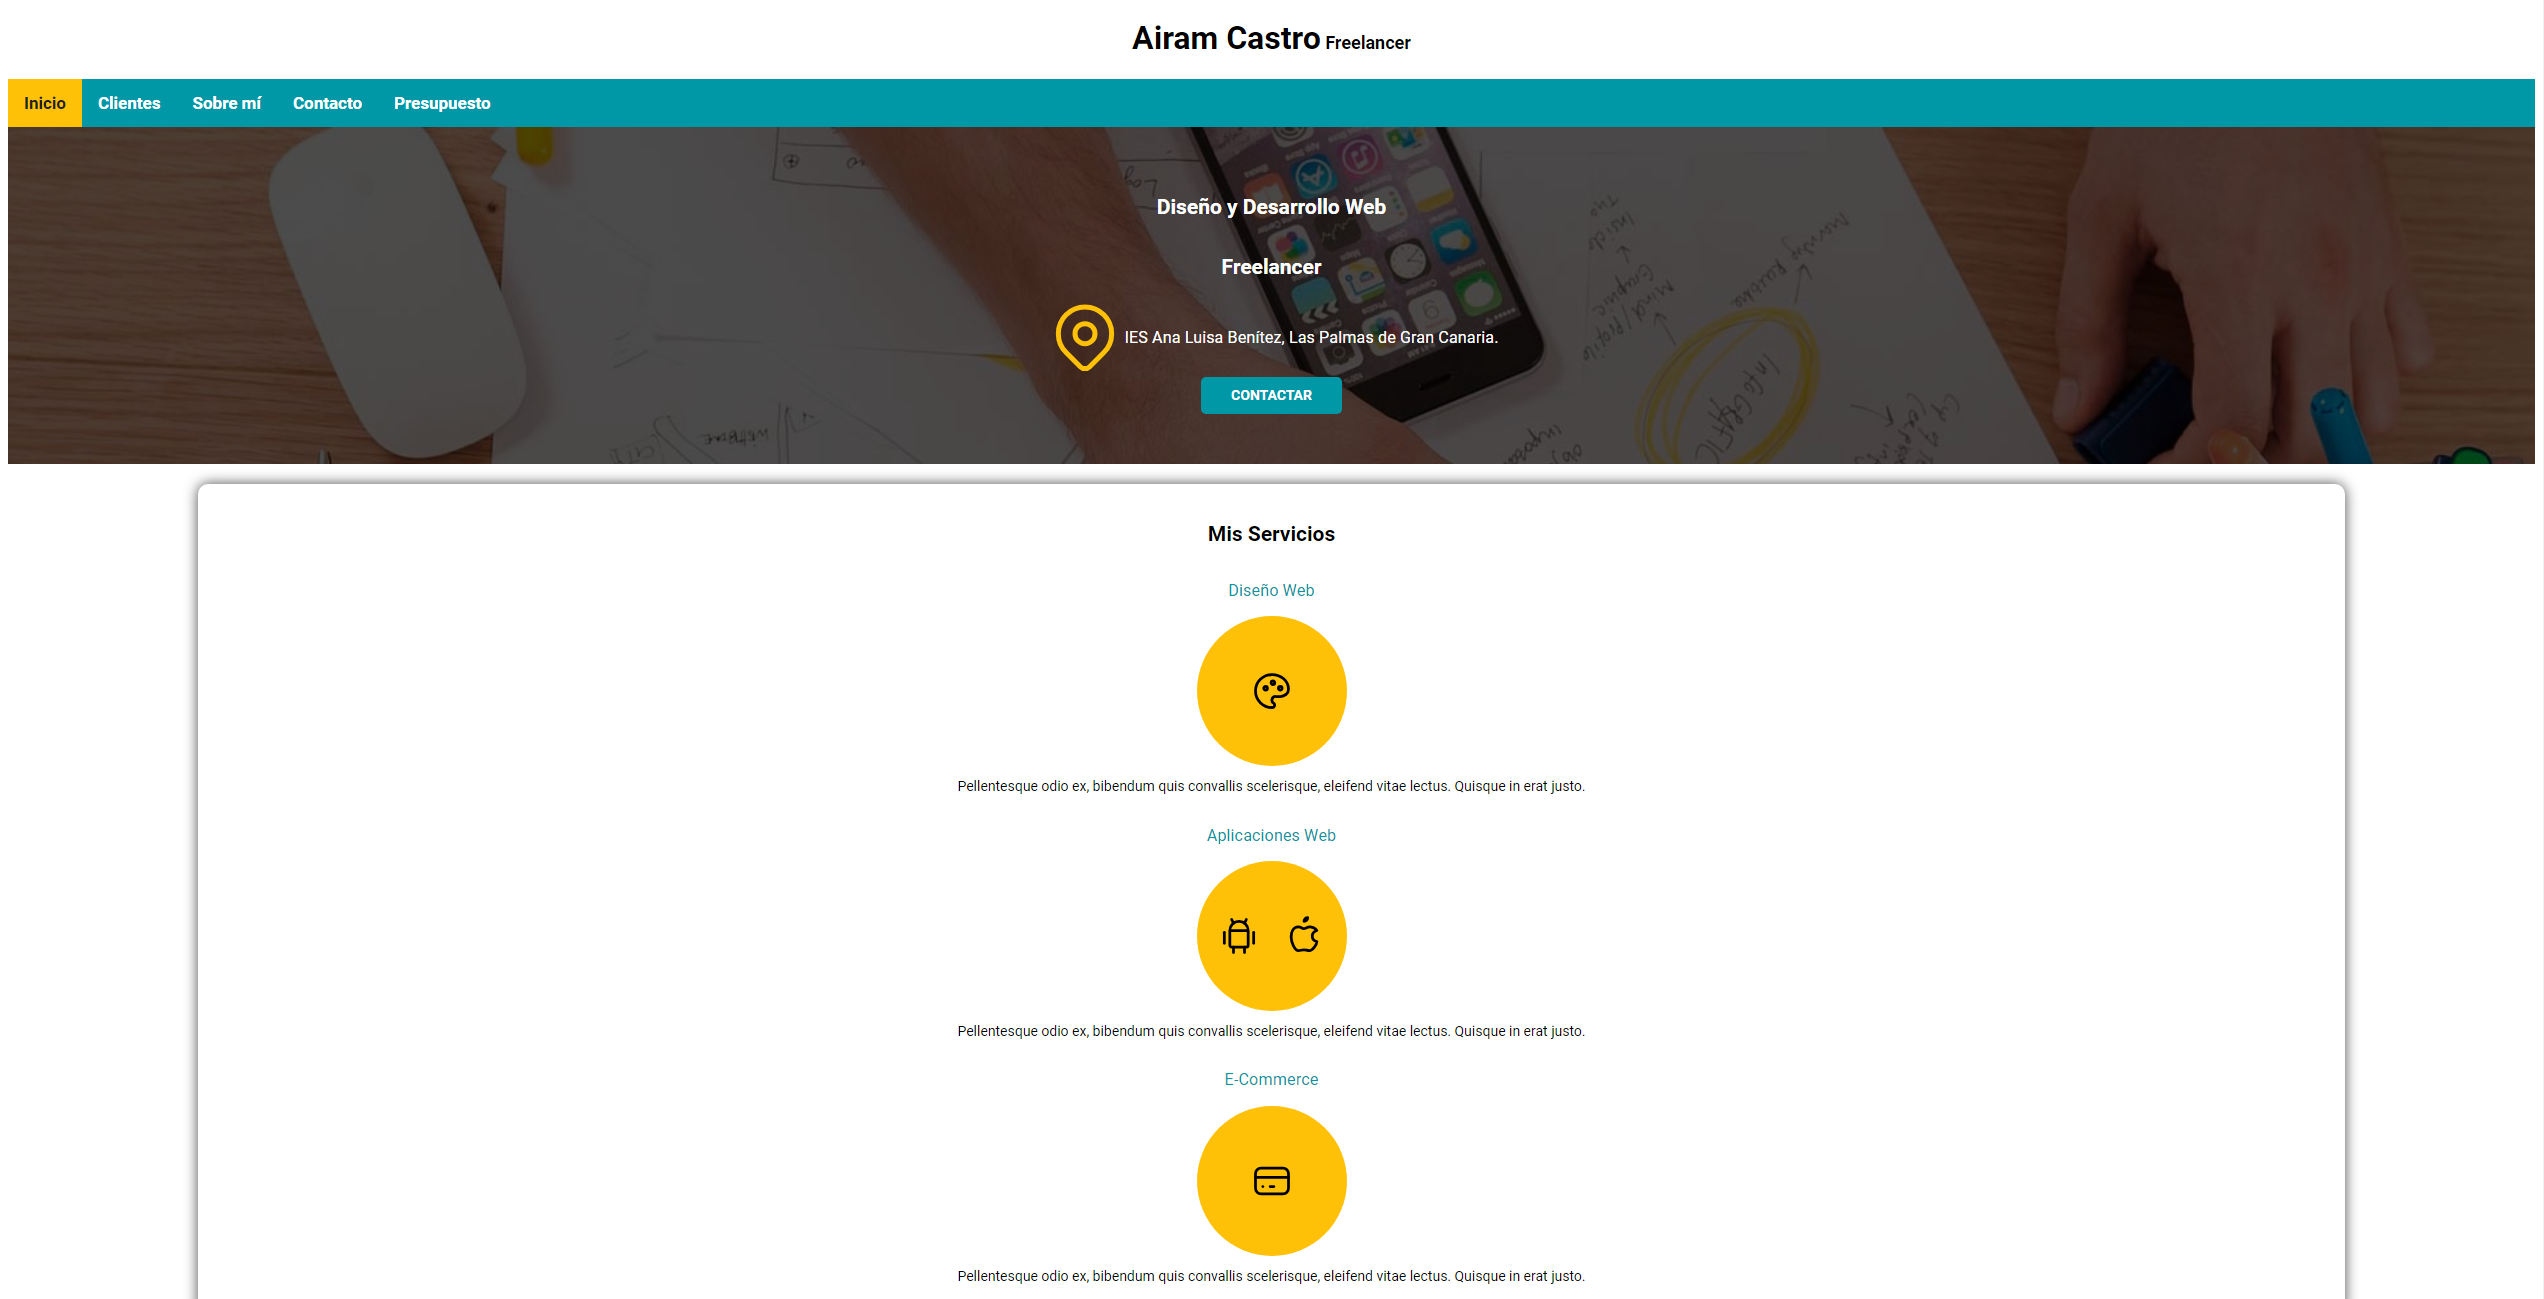 Airam Castro Freelancer
Inicio Clientes Sobre mí Contacto Presupuesto
Diseño y Desarrollo Web
Freelancer
IES Ana Luisa Benítez, Las Palmas de Gran Canaria.
CONTACTAR
Mis Servicios
Diseño Web
Pellentesque odio ex, bibendum quis convallis scelerisque, eleifend vitae lectus. Quisque in erat justo.
Aplicaciones Web
Pellentesque odio ex, bibendum quis convallis scelerisque, eleifend vitae lectus. Quisque in erat justo.
E-Commerce
Pellentesque odio ex, bibendum quis convallis scelerisque, eleifend vitae lectus. Quisque in erat justo.